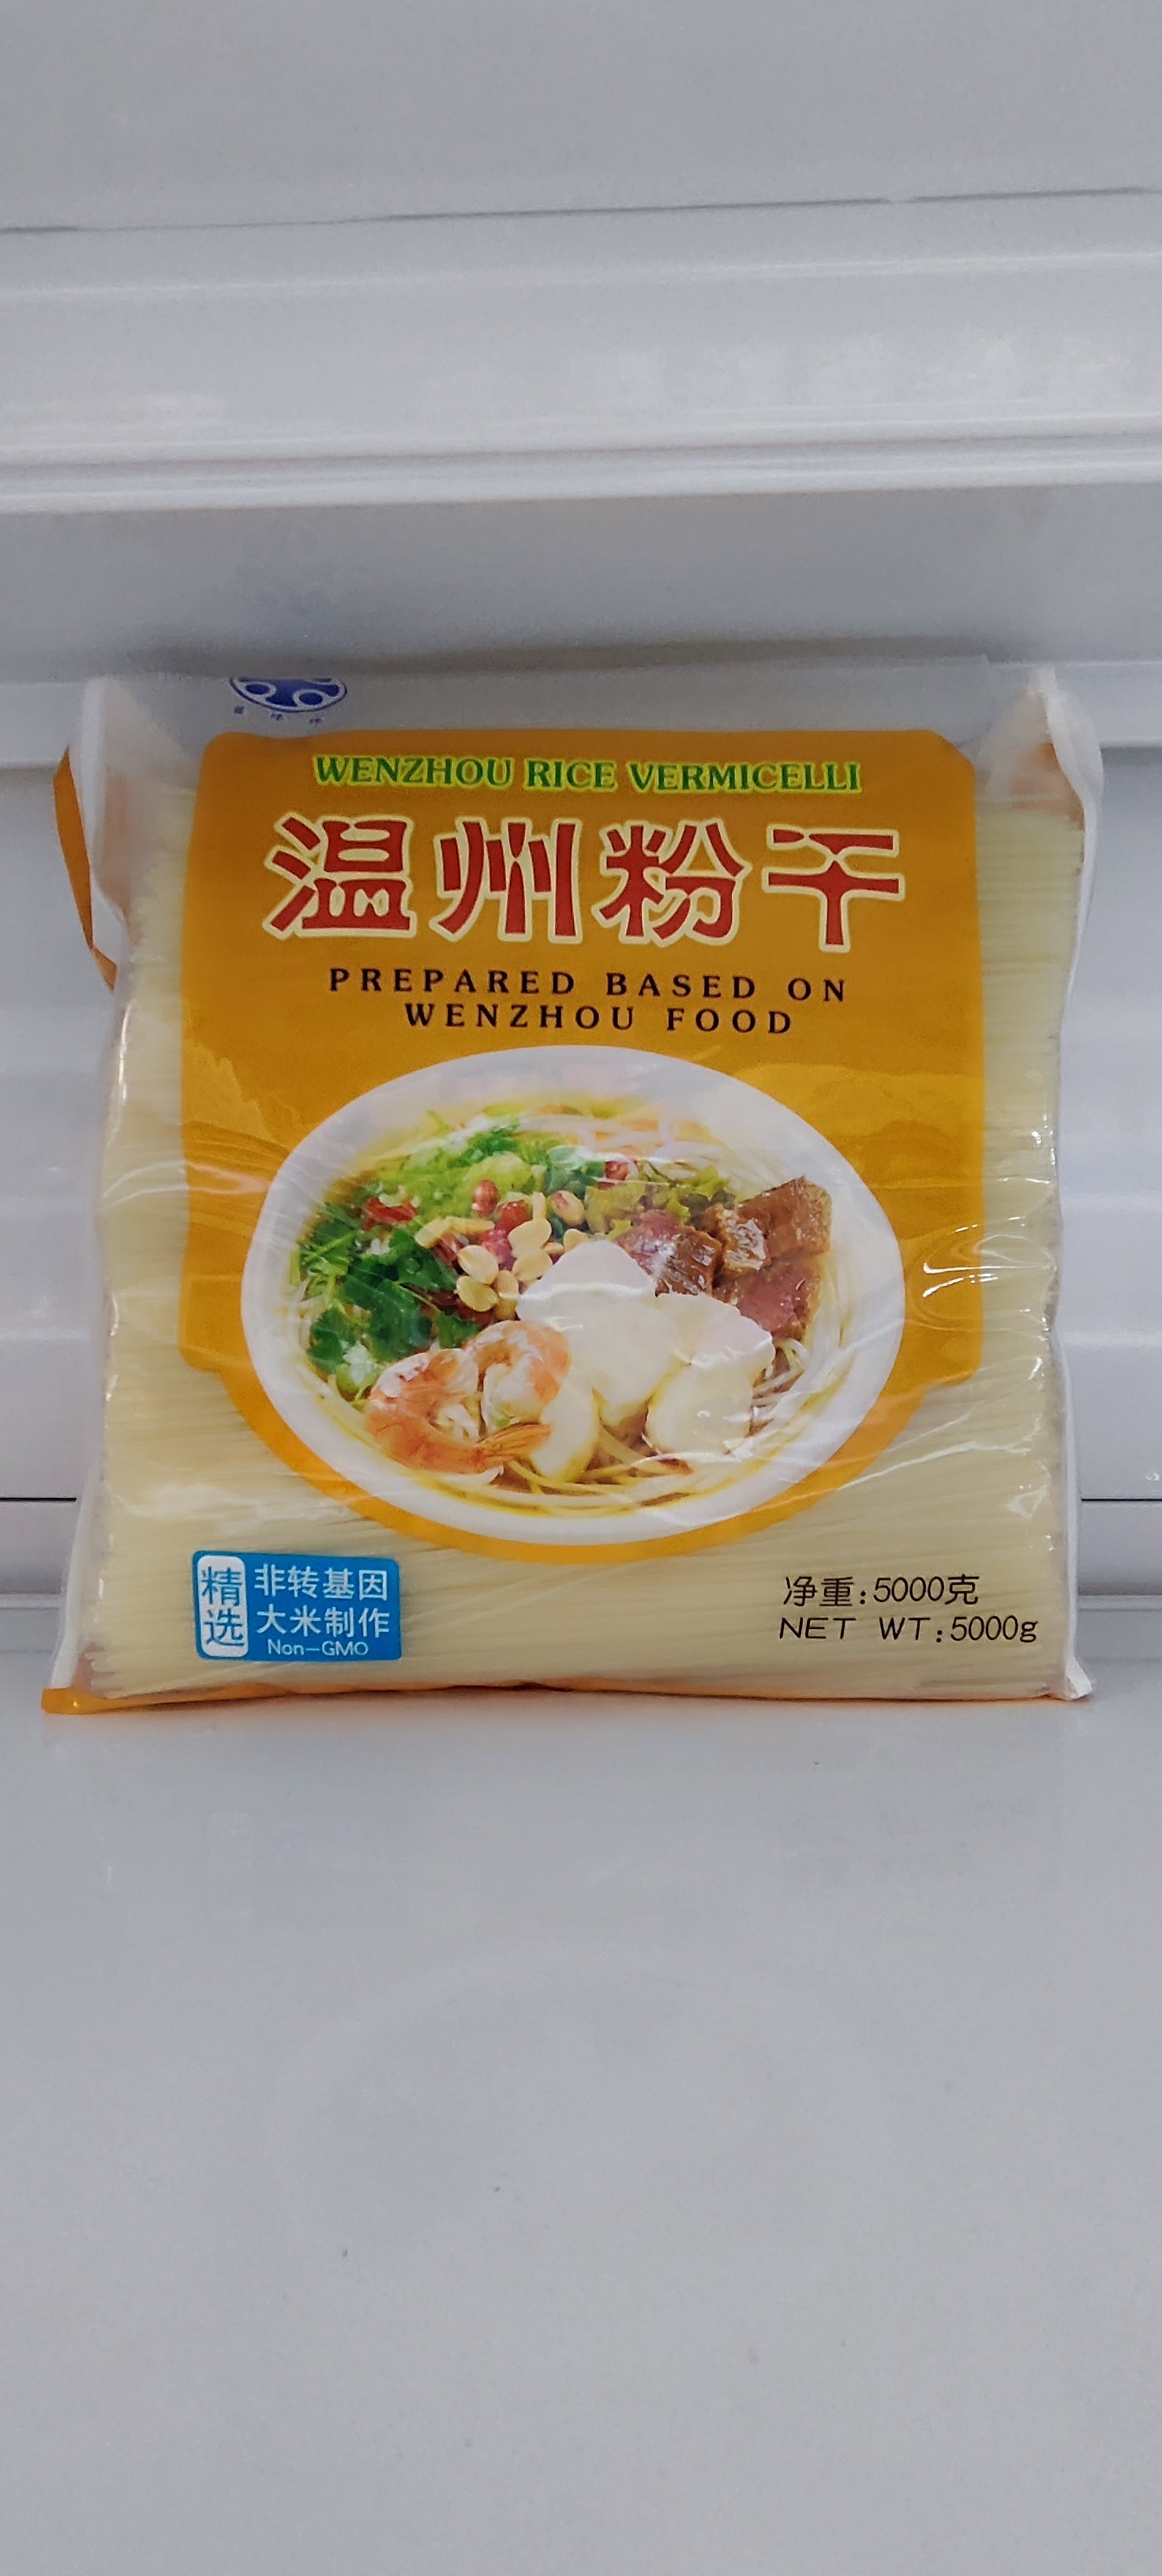 WENZHOU RICE VERMICELLI
温州粉干
PREPARED BASED ON
WENZHOU FOOD
精选
非转基因
大米制作
Non-GMO
净重:5000克
NET WT:5000g